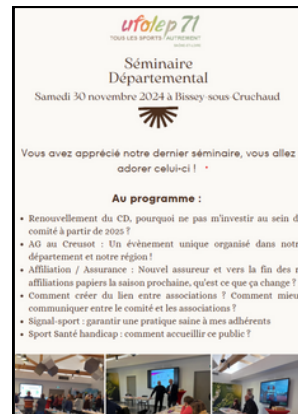 ufolep 71
TOUS LES SPORTS AUTREMENT
Séminaire
Départemental
Samedi 30 novembre 2024 à Bissey-sous-Cruchaud
Vous avez apprécié notre dernier séminaire, vous allez
adorer celui-ci !
Au programme :
• Renouvellement du CD, pourquoi ne pas m'investir au sein d
comité à partir de 2025 ?
• AG au Creusot : Un évènement unique organisé dans notr
département et notre région !
• Affiliation / Assurance : Nouvel assureur et vers la fin des r
affiliations papiers la saison prochaine, qu'est ce que ça change ?
• Comment créer du lien entre associations ? Comment mieu
communiquer entre le comité et les associations ?
• Signal-sport : garantir une pratique saine à mes adhérents
• Sport Santé handicap : comment accueillir ce public ?